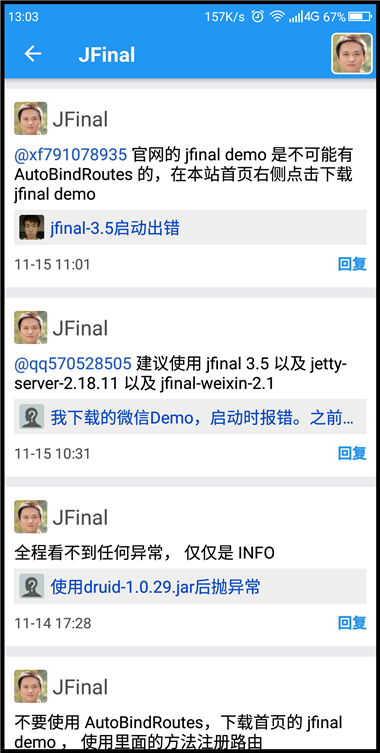 13:03 157K/s 4G 67%
JFinal
JFinal
@xf791078935 官网的 jfinal demo 是不可能有
AutoBindRoutes 的，在本站首页右侧点击下载
jfinal demo
jfinal-3.5启动出错
11-15 11:01 回复
JFinal
@qq570528505 建议使用 jfinal 3.5 以及 jetty-
server-2.18.11 以及 jfinal-weixin-2.1
我下载的微信Demo，启动时报错。之前...
11-15 10:31 回复
JFinal
全程看不到任何异常， 仅仅是 INFO
使用druid-1.0.29.jar后抛异常
11-14 17:28 回复
JFinal
不要使用 AutoBindRoutes，下载首页的 jfinal
demo ， 使用里面的方法注册路由